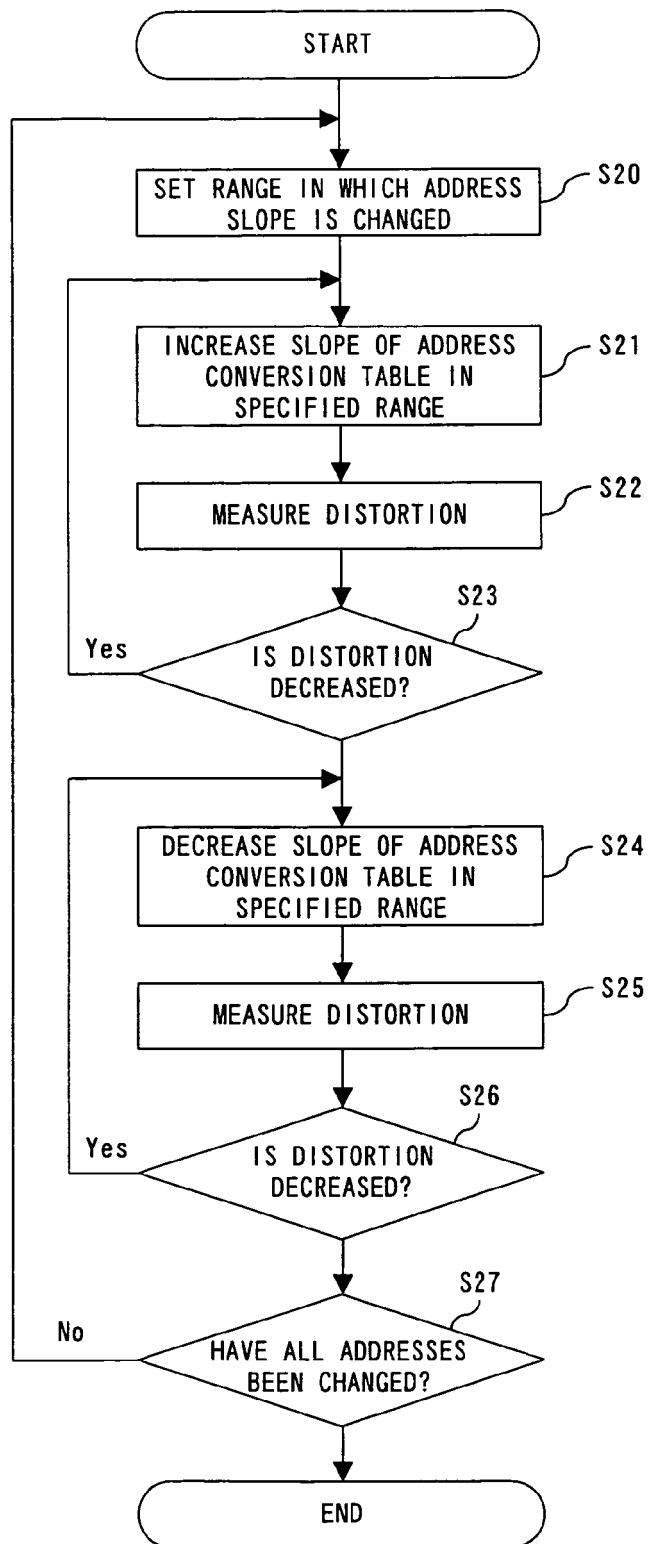 START
SET RANGE IN WHICH ADDRESS
SLOPE IS CHANGED
S20
INCREASE SLOPE OF ADDRESS
CONVERSION TABLE IN
SPECIFIED RANGE
S21
MEASURE DISTORTION
S22
S23
Yes
IS DISTORTION
DECREASED?
DECREASE SLOPE OF ADDRESS
CONVERSION TABLE IN
SPECIFIED RANGE
S24
MEASURE DISTORTION
S25
S26
Yes
IS DISTORTION
DECREASED?
S27
No
HAVE ALL ADDRESSES
BEEN CHANGED?
END